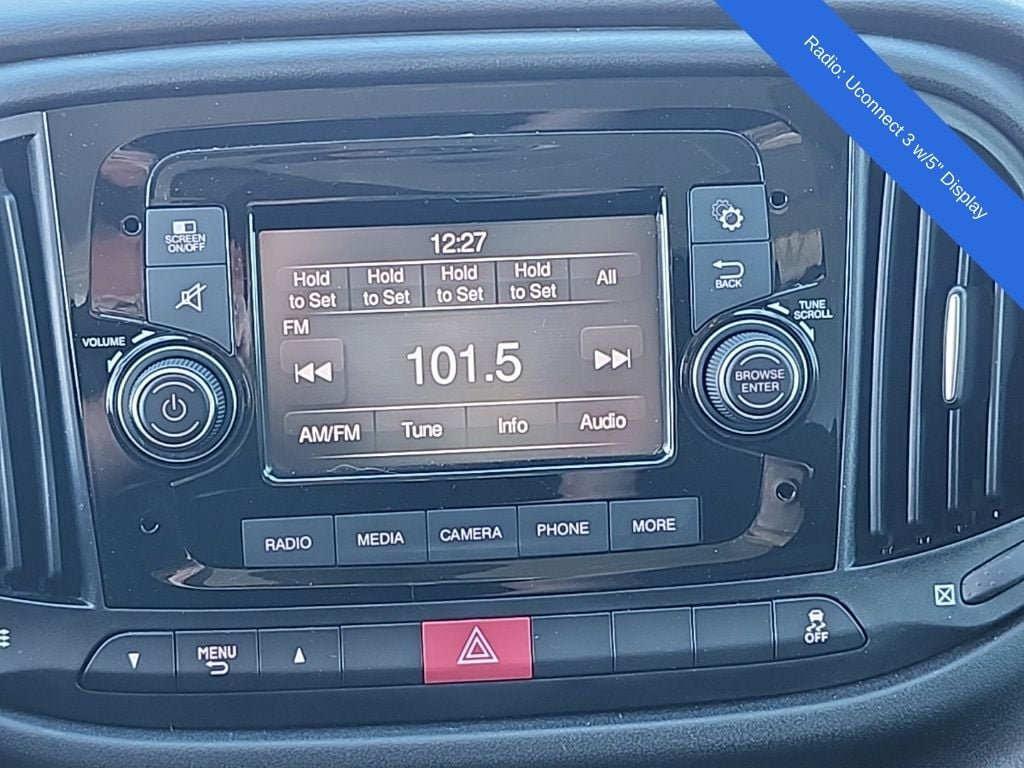 Radio: Uconnect 3 w/5" Display
SCREEN
ON/OFF
12:27
Hold
to Set
Hold
to Set
Hold
to Set
Hold
to Set
All
BACK
VOLUME
FM
TUNE
SCROLL
101.5
BROWSE
ENTER
AM/FM
Tune
Info
Audio
RADIO
MEDIA
CAMERA
PHONE
MORE
MENU
OFF